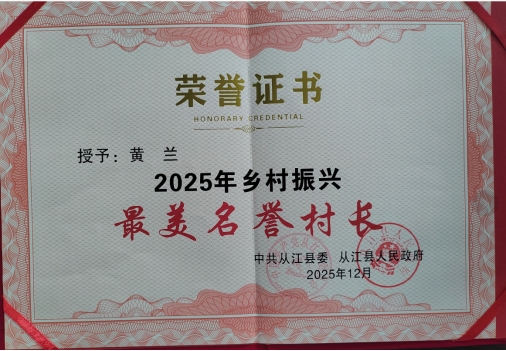 荣誉证书
HONORARY CREDENTIAL
授予：黄 兰
2025年乡村振兴
最美名誉村长
中共从江县委 从江县人民政府
2025年12月